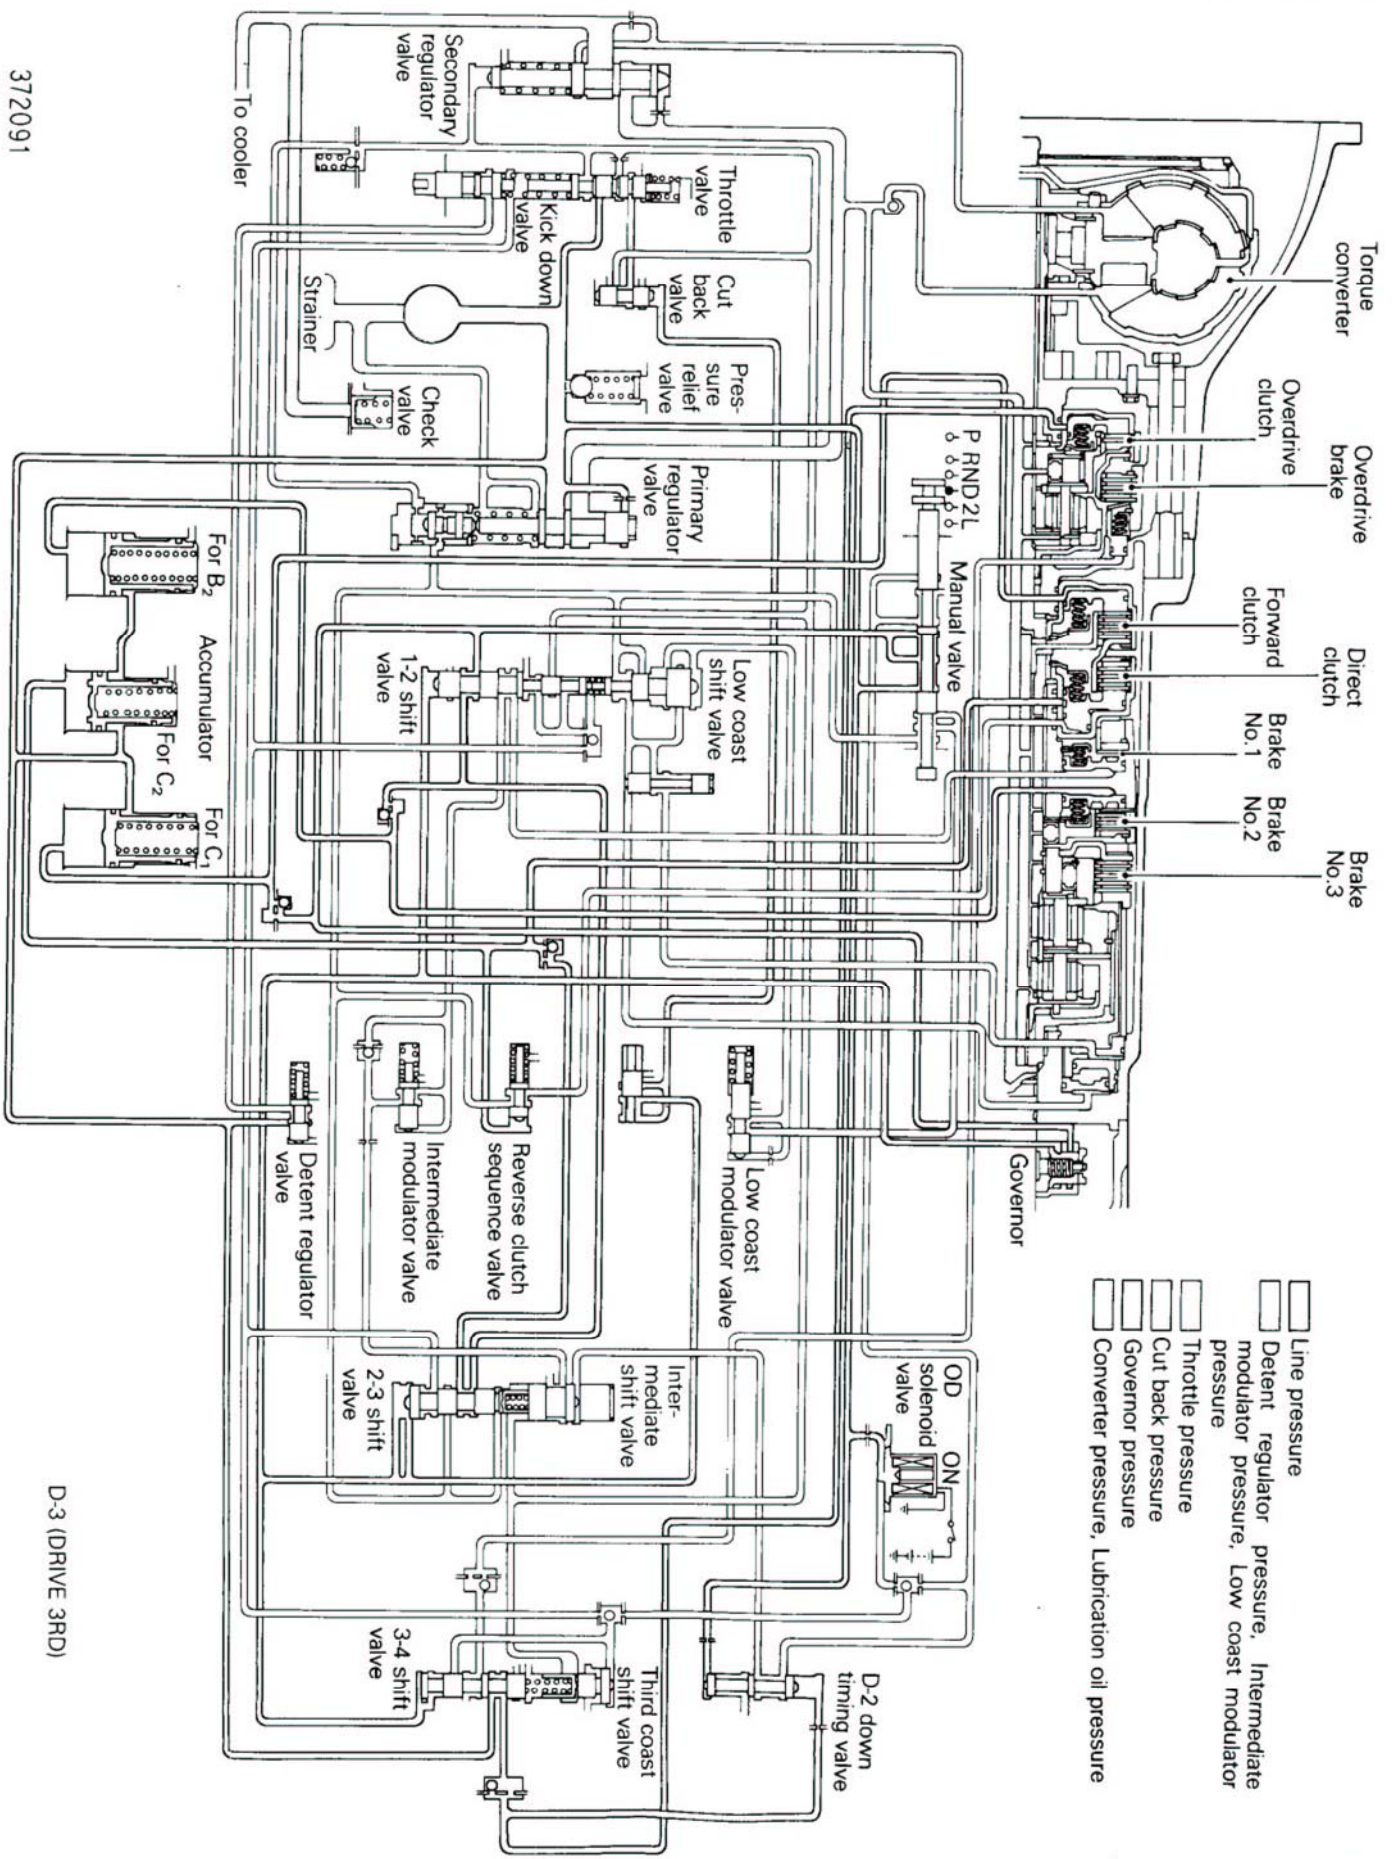 Torque
converter
Overdrive
clutch
Overdrive
brake
Forward
clutch
Direct
clutch
Brake
No.1
Brake
No.2
Brake
No.3
Line pressure
Detent regulator pressure, Intermediate
modulator pressure, Low coast modulator
pressure
Throttle pressure
Cut back pressure
Governor pressure
Converter pressure, Lubrication oil pressure
Governor
P RND2L
Manual valve
OD
solenoid
valve
ON
D-2 down
timing valve
Throttle
valve
Cut
back
valve
Pres-
sure
relief
valve
Primary
regulator
valve
Low coast
shift valve
Low coast
modulator valve
Inter-
mediate
shift valve
Third coast
shift valve
Secondary
regulator
valve
Kick down
valve
Check
valve
1-2 shift
valve
Reverse clutch
sequence valve
Intermediate
modulator valve
2-3 shift
valve
3-4 shift
valve
Strainer
Detent regulator
valve
To cooler
For B2
Accumulator
For C2
For C1
372091
D-3 (DRIVE 3RD)